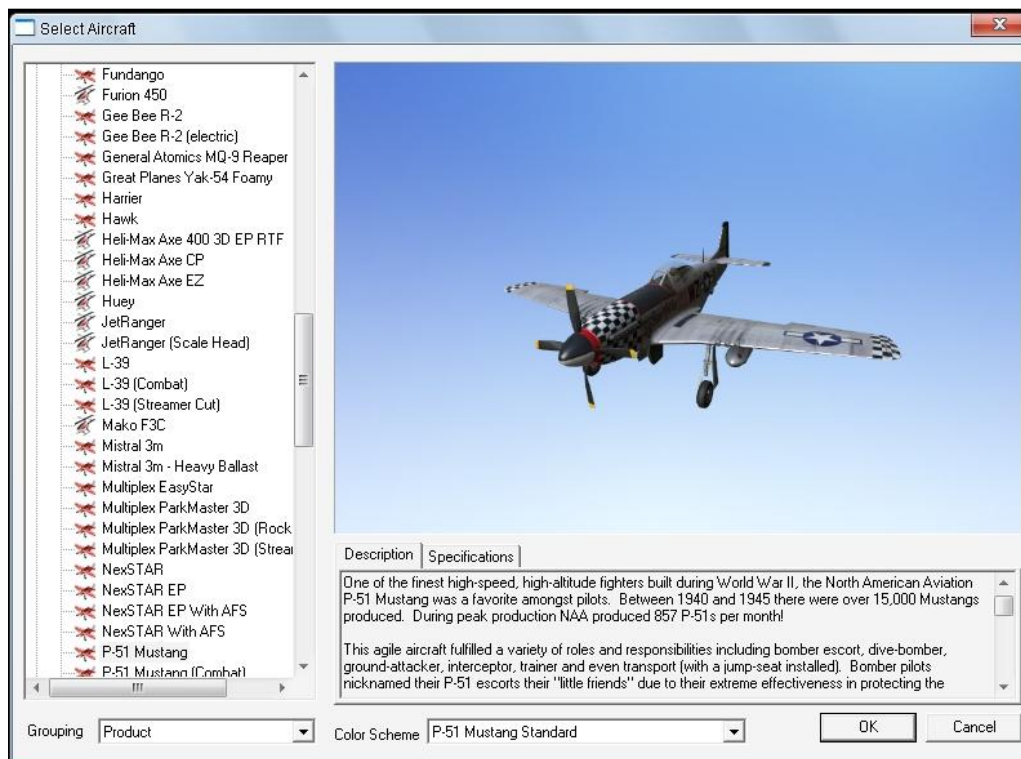 Select Aircraft
Fundango
Furion 450
Gee Bee R-2
Gee Bee R-2 (electric)
General Atomics MQ-9 Reaper
Great Planes Yak-54 Foamy
Harrier
Hawk
Heli-Max Axe 400 3D EP RTF
Heli-Max Axe CP
Heli-Max Axe EZ
Huey
JetRanger
JetRanger (Scale Head)
L-39
L-39 (Combat)
L-39 (Streamer Cut)
Mako F3C
Mistral 3m
Mistral 3m - Heavy Ballast
Multiplex EasyStar
Multiplex ParkMaster 3D
Multiplex ParkMaster 3D (Rock
Multiplex ParkMaster 3D (Strea
NexSTAR
NexSTAR EP
NexSTAR EP With AFS
NexSTAR With AFS
P-51 Mustang
P-51 Mustang (Combat)
Description
Specifications
One of the finest high-speed, high-altitude fighters built during World War II, the North American Aviation
P-51 Mustang was a favorite amongst pilots. Between 1940 and 1945 there were over 15,000 Mustangs
produced. During peak production NAA produced 857 P-51s per month!
This agile aircraft fulfilled a variety of roles and responsibilities including bomber escort, dive-bomber,
ground-attacker, interceptor, trainer and even transport (with a jump-seat installed). Bomber pilots
nicknamed their P-51 escorts their "little friends" due to their extreme effectiveness in protecting the
Grouping
Product
Color Scheme
P-51 Mustang Standard
OK
Cancel